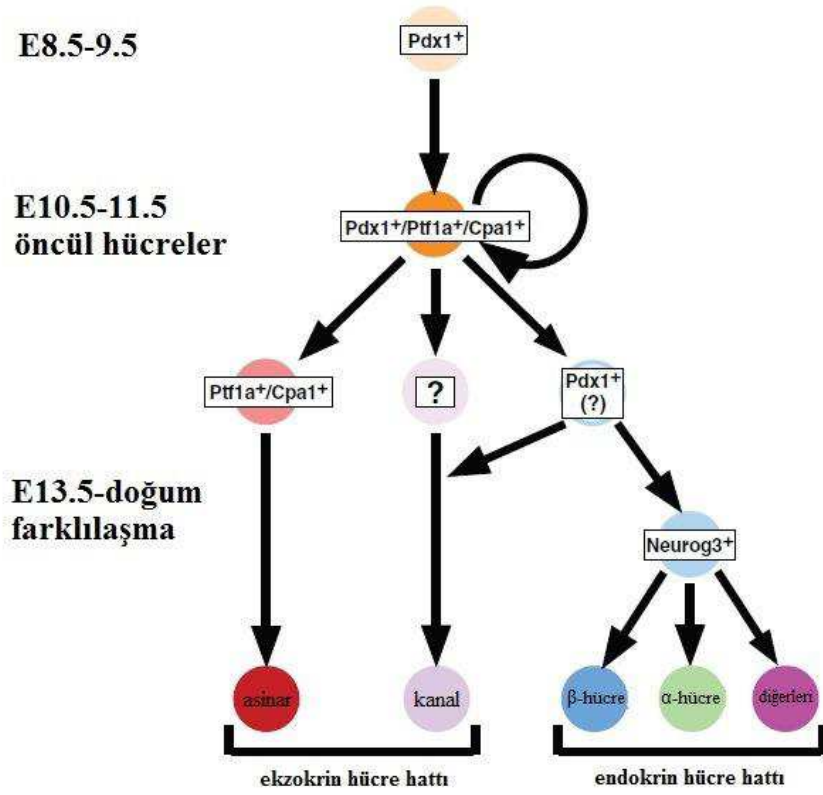 E8.5-9.5
Pdx1⁺
E10.5-11.5
öncül hücreler
Pdx1⁺/Ptf1a⁺/Cpa1⁺
Ptf1a⁺/Cpa1⁺
?
Pdx1⁺
(?)
E13.5-doğum
farklılaşma
Neurog3⁺
asinar
kanal
β-hücre
α-hücre
diğerleri
ekzokrin hücre hattı
endokrin hücre hattı